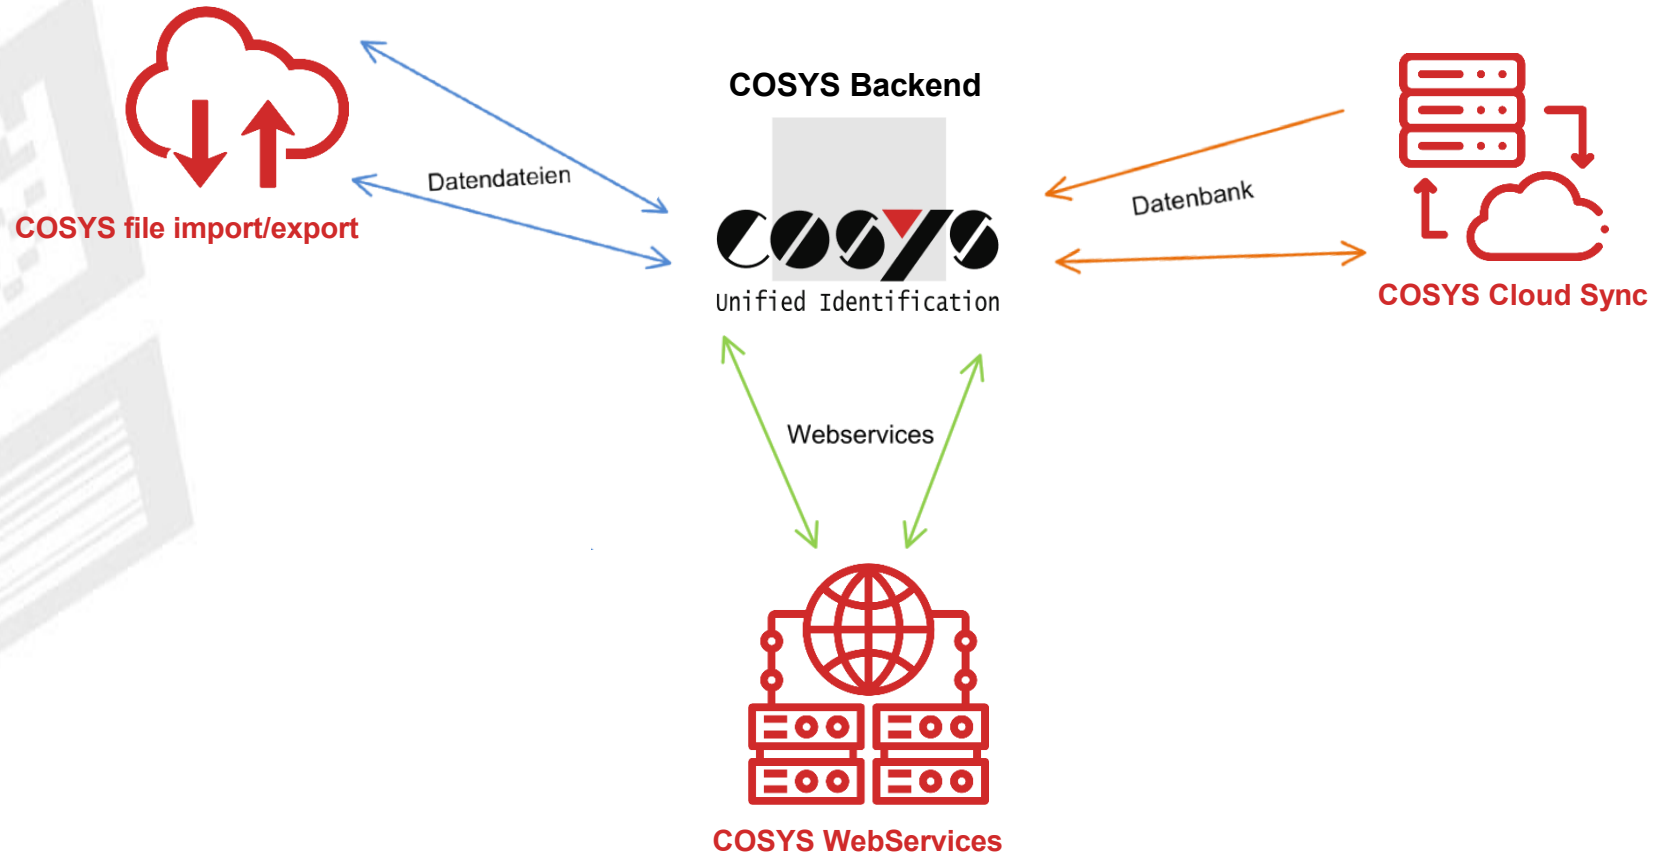 COSYS Backend
Datendateien
COSYS file import/export
Datenbank
COSYS
Unified Identification
COSYS Cloud Sync
Webservices
COSYS WebServices